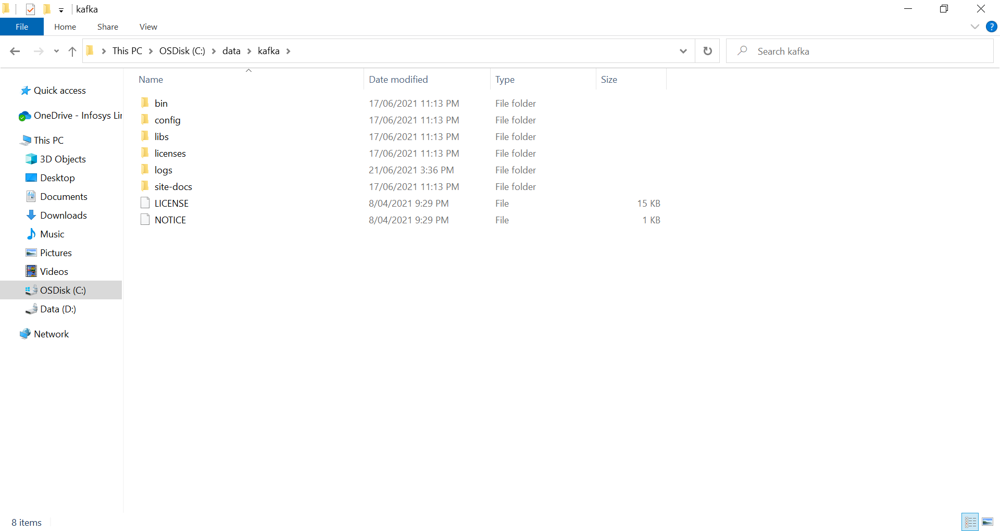 kafka
File Home Share View ?
This PC OSDisk (C:) data kafka Search kafka
Name Date modified Type Size
Quick access
OneDrive - Infosys Lir
This PC
3D Objects
Desktop
Documents
Downloads
Music
Pictures
Videos
OSDisk (C:)
Data (D:)
Network
bin 17/06/2021 11:13 PM File folder
config 17/06/2021 11:13 PM File folder
libs 17/06/2021 11:13 PM File folder
licenses 17/06/2021 11:13 PM File folder
logs 21/06/2021 3:36 PM File folder
site-docs 17/06/2021 11:13 PM File folder
LICENSE 8/04/2021 9:29 PM File 15 KB
NOTICE 8/04/2021 9:29 PM File 1 KB
8 items